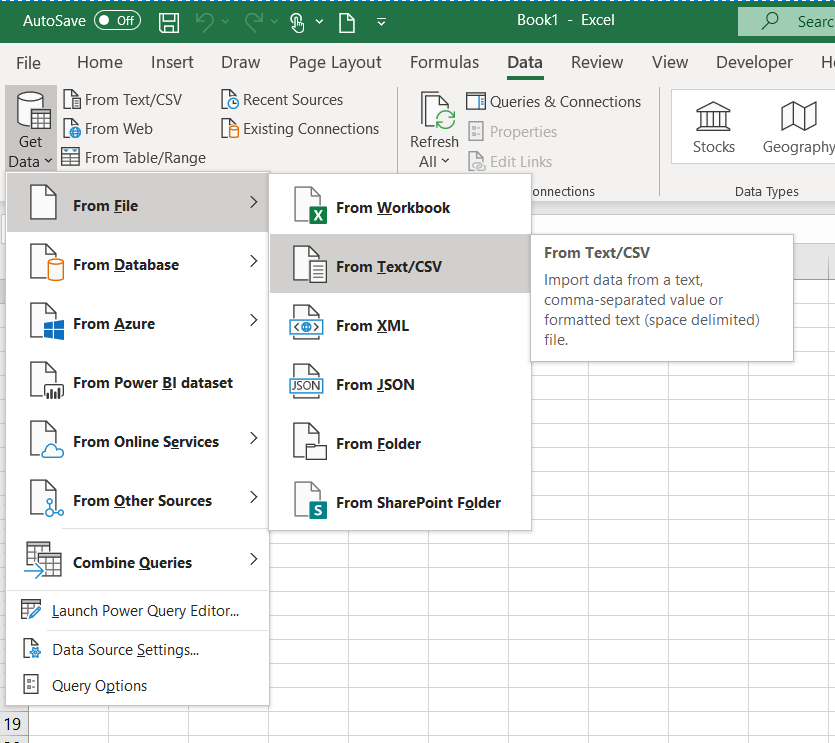 AutoSave Off Book1 - Excel Searc
File Home Insert Draw Page Layout Formulas Data Review View Developer He
Get
Data
From Text/CSV
From Web
From Table/Range
Recent Sources
Existing Connections
Refresh
All
Queries & Connections
Properties
Edit Links
onnections
Stocks
Geography
Data Types
From File
From Database
From Azure
From Power BI dataset
From Online Services
From Other Sources
Combine Queries
Launch Power Query Editor...
Data Source Settings...
Query Options
From Workbook
From Text/CSV
From XML
JSON
From JSON
From Folder
From SharePoint Folder
From Text/CSV
Import data from a text,
comma-separated value or
formatted text (space delimited)
file.
19